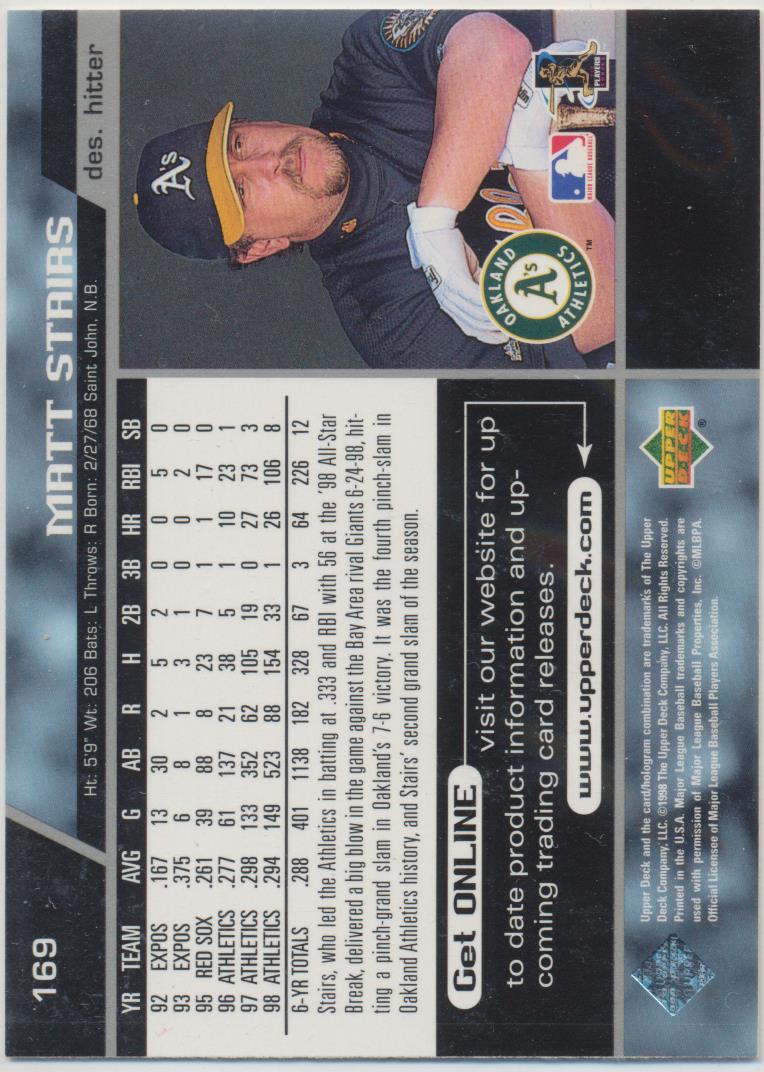 169
MATT STAIRS
des. hitter
Ht: 5'9" Wt: 206 Bats: L Throws: R Born: 2/27/68 Saint John, N.B.
YR TEAM AVG G AB R H 2B 3B HR RBI SB
92 EXPOS .167 13 30 2 5 2 0 0 5 0
93 EXPOS .375 6 8 1 3 1 0 0 2 0
95 RED SOX .261 39 88 8 23 7 1 1 17 0
96 ATHLETICS .277 61 137 21 38 5 1 10 23 1
97 ATHLETICS .298 133 352 62 105 19 0 27 73 3
98 ATHLETICS .294 149 523 88 154 33 1 26 106 8
6-YR TOTALS .288 401 1138 182 328 67 3 64 226 12
Stairs, who led the Athletics in batting at .333 and RBI with 56 at the '98 All-Star
Break, delivered a big blow in the game against the Bay Area rival Giants 6-24-98, hit-
ting a pinch-grand slam in Oakland's 7-6 victory. It was the fourth pinch-slam in
Oakland Athletics history, and Stairs' second grand slam of the season.
A's
OAKLAND
A's
ATHLETICS
TM
MAJOR LEAGUE BASEBALL
PLAYERS
Get ONLINE
visit our website for up
to date product information and up-
coming trading card releases.
www.upperdeck.com
Upper Deck and the card/hologram combination are trademarks of The Upper
Deck Company, LLC. ©1998 The Upper Deck Company, LLC. All Rights Reserved.
Printed in the U.S.A. Major League Baseball trademarks and copyrights are
used with permission of Major League Baseball Properties, Inc. ©MLBPA.
Official Licensee of Major League Baseball Players Association.
UPPER
DECK
®